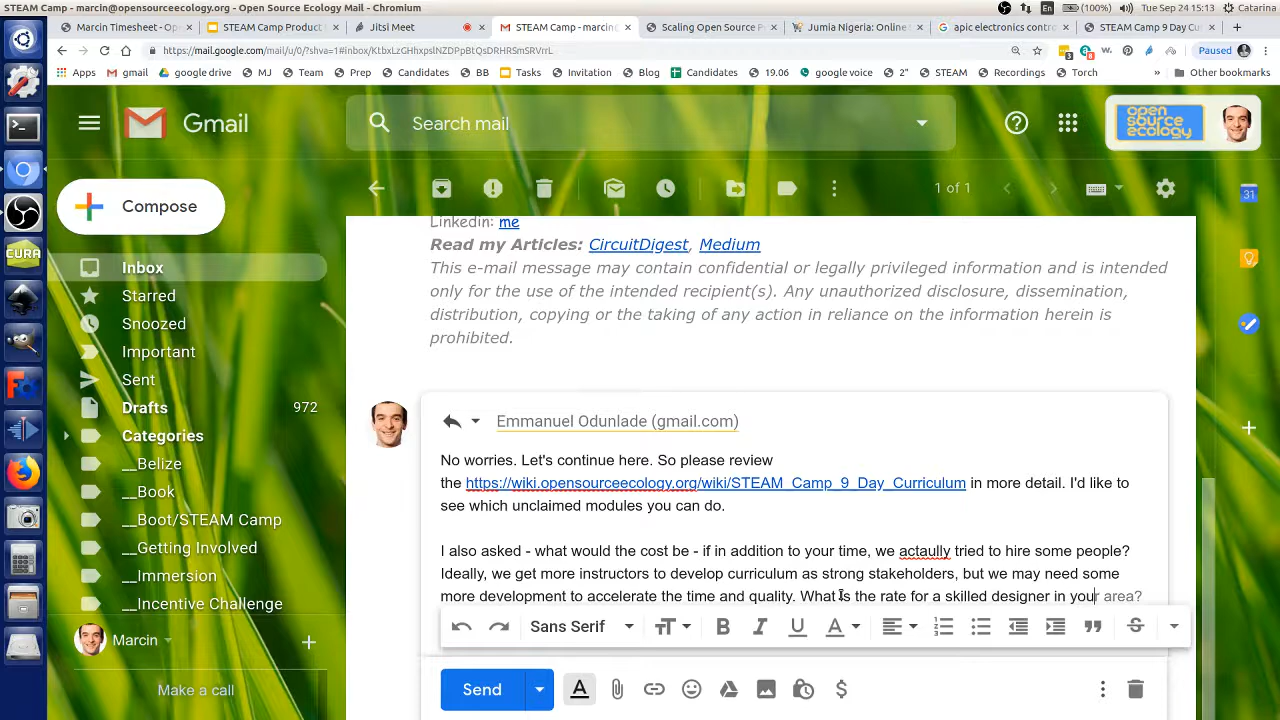 STEAM Camp - marcin@opensourceecology.org - Open Source Ecology Mail - Chromium
En (100%) Tue Sep 24 15:13 Catarina
Marcin Timesheet - Op STEAM Camp Product Jitsi Meet STEAM Camp - marcin Scaling Open Source P Jumia Nigeria: Online apic electronics contr STEAM Camp 9 Day Cu
https://mail.google.com/mail/u/0/?shva=1#inbox/KtbxLzGHhxpslNZDPpBtQsDRHRSmSRVrrL Paused
Apps gmail google drive MJ Team Prep Candidates BB Tasks Invitation Blog Candidates 19.06 google voice 2" STEAM Recordings Torch » Other bookmarks
Gmail
Search mail
open source ecology
Compose
1 of 1
Inbox
Starred
Snoozed
Important
Sent
Drafts 972
Categories
__Belize
__Book
__Boot/STEAM Camp
__Getting Involved
__Immersion
__Incentive Challenge
Marcin
Make a call
Linkedin: me
Read my Articles: CircuitDigest, Medium
This e-mail message may contain confidential or legally privileged information and is intended
only for the use of the intended recipient(s). Any unauthorized disclosure, dissemination,
distribution, copying or the taking of any action in reliance on the information herein is
prohibited.
Emmanuel Odunlade (gmail.com)
No worries. Let's continue here. So please review
the https://wiki.opensourceecology.org/wiki/STEAM_Camp_9_Day_Curriculum in more detail. I'd like to
see which unclaimed modules you can do.
I also asked - what would the cost be - if in addition to your time, we actaully tried to hire some people?
Ideally, we get more instructors to develop curriculum as strong stakeholders, but we may need some
more development to accelerate the time and quality. What is the rate for a skilled designer in your area?
Sans Serif
Send
CURA
31